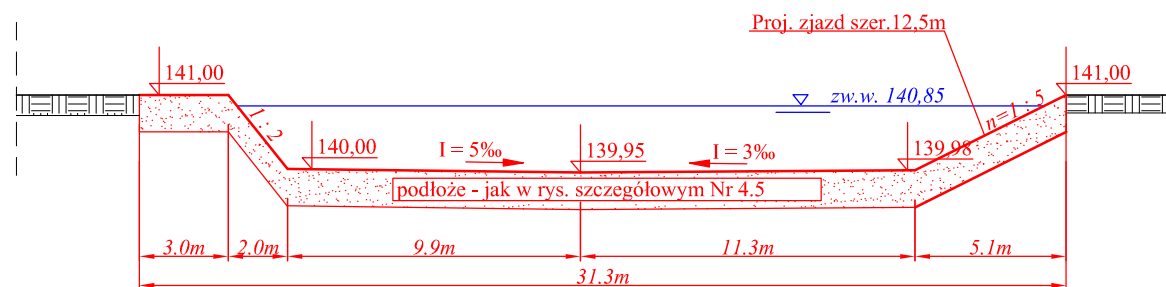 Proj. zjazd szer.12,5m
141,00
141,00
zw.w. 140,85
1 : 2
n=1 : 5
140,00
I = 5‰
139,95
I = 3‰
139,98
podłoże - jak w rys. szczegółowym Nr 4.5
3.0m
2.0m
9.9m
11.3m
5.1m
31.3m